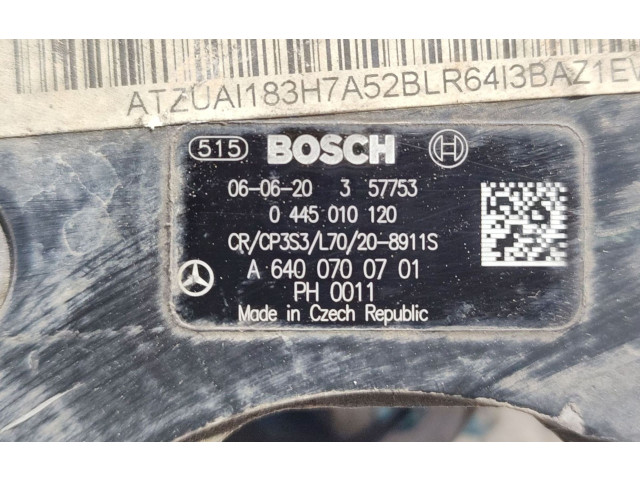 ATZUAI183H7A52BLR64I3BAZ1EV
515 BOSCH
06-06-20 3 57753
0 445 010 120
CR/CP3S3/L70/20-8911S
A 640 070 07 01
PH 0011
Made in Czech Republic